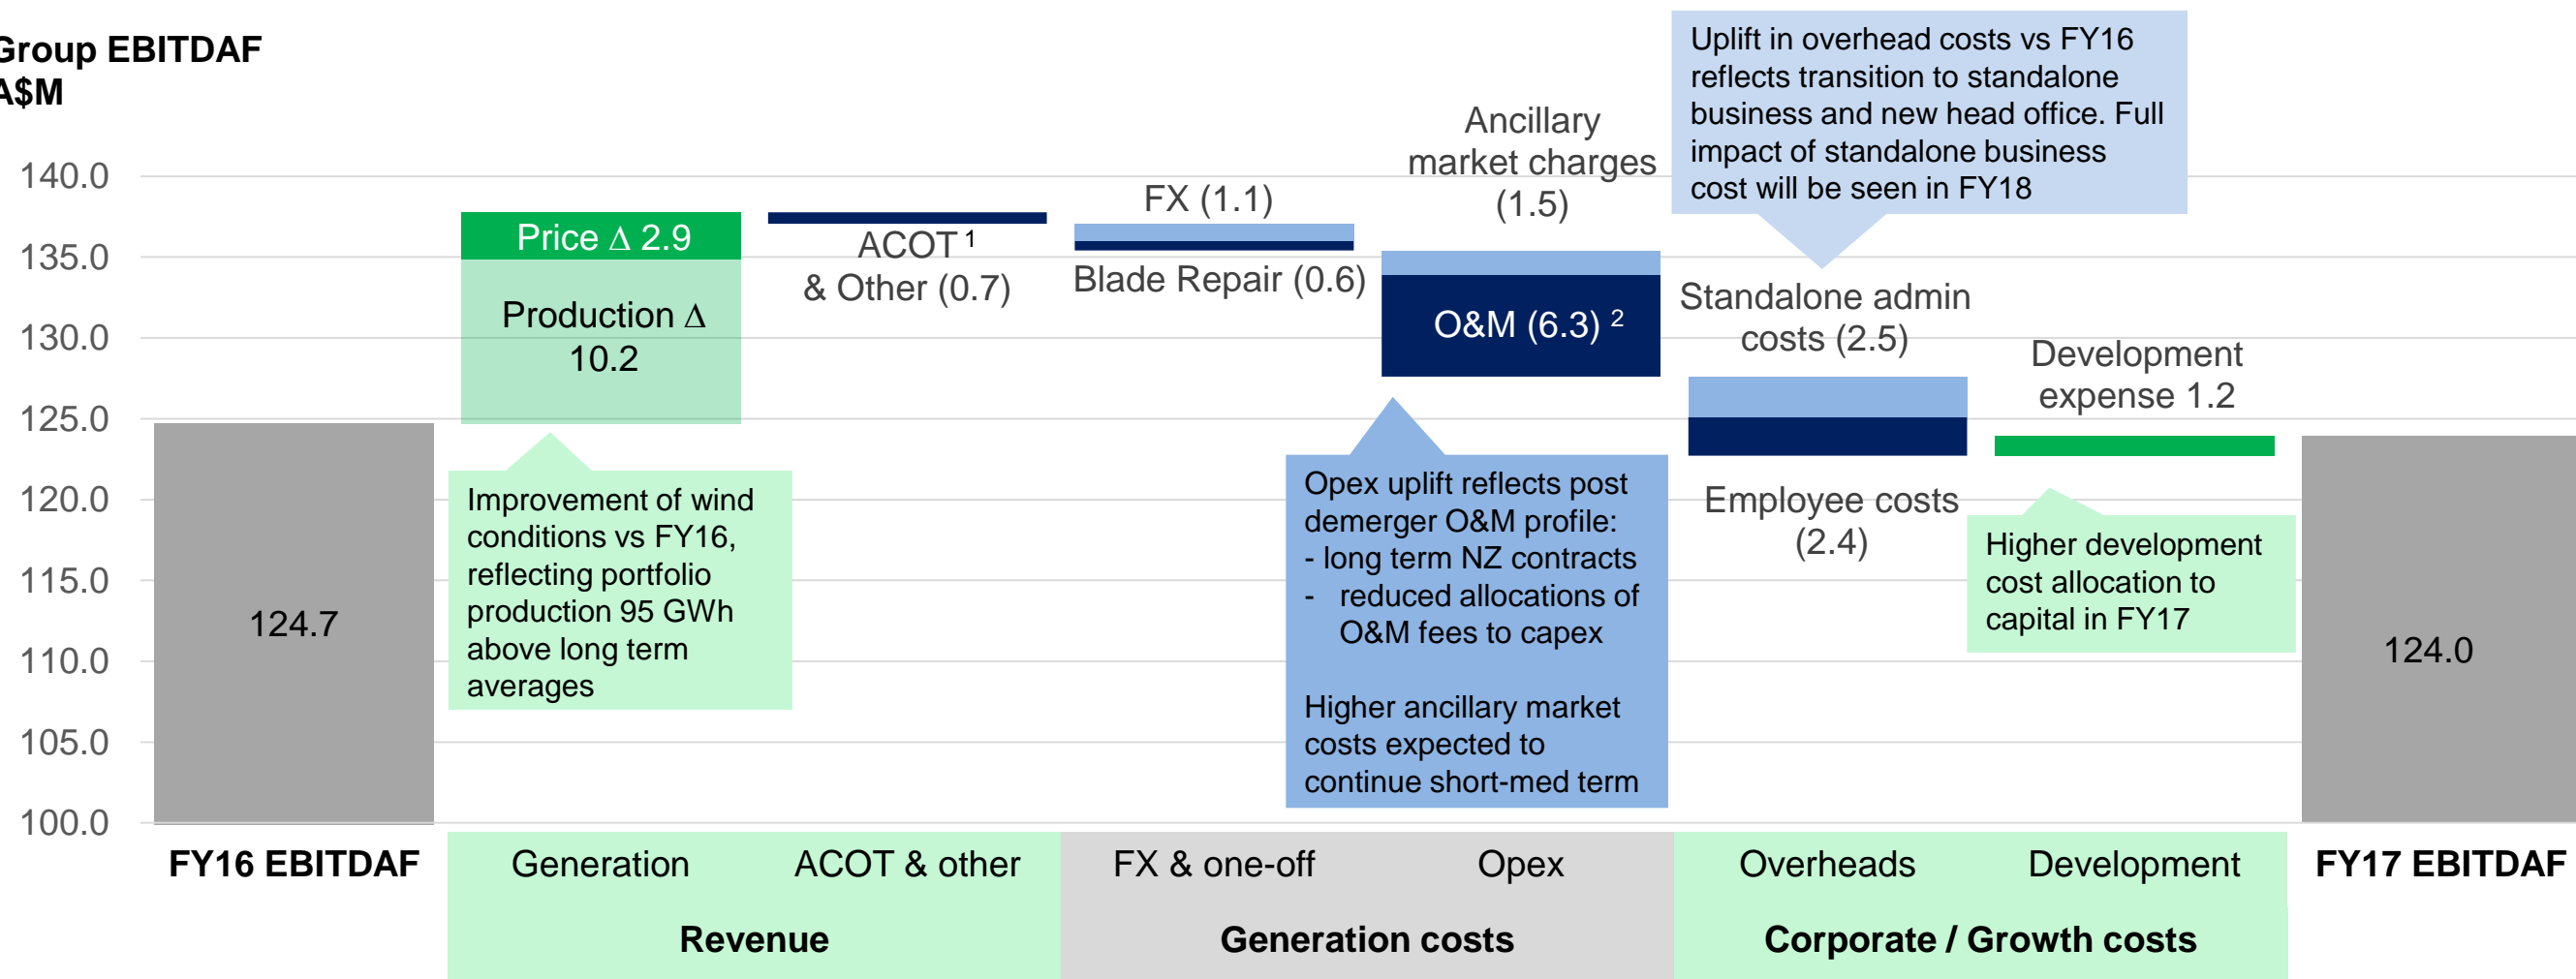 Group EBITDAF
A$M
140.0
135.0
130.0
125.0
120.0
115.0
110.0
105.0
100.0
124.7
Price Δ 2.9
Production Δ
10.2
Improvement of wind
conditions vs FY16,
reflecting portfolio
production 95 GWh
above long term
averages
ACOT 1
& Other (0.7)
FX (1.1)
Blade Repair (0.6)
Ancillary
market charges
(1.5)
O&M (6.3) 2
Opex uplift reflects post
demerger O&M profile:
- long term NZ contracts
- reduced allocations of
O&M fees to capex
Higher ancillary market
costs expected to
continue short-med term
Uplift in overhead costs vs FY16
reflects transition to standalone
business and new head office. Full
impact of standalone business
cost will be seen in FY18
Standalone admin
costs (2.5)
Employee costs
(2.4)
Development
expense 1.2
Higher development
cost allocation to
capital in FY17
124.0
FY16 EBITDAF
Generation
ACOT & other
FX & one-off
Opex
Overheads
Development
FY17 EBITDAF
Revenue
Generation costs
Corporate / Growth costs